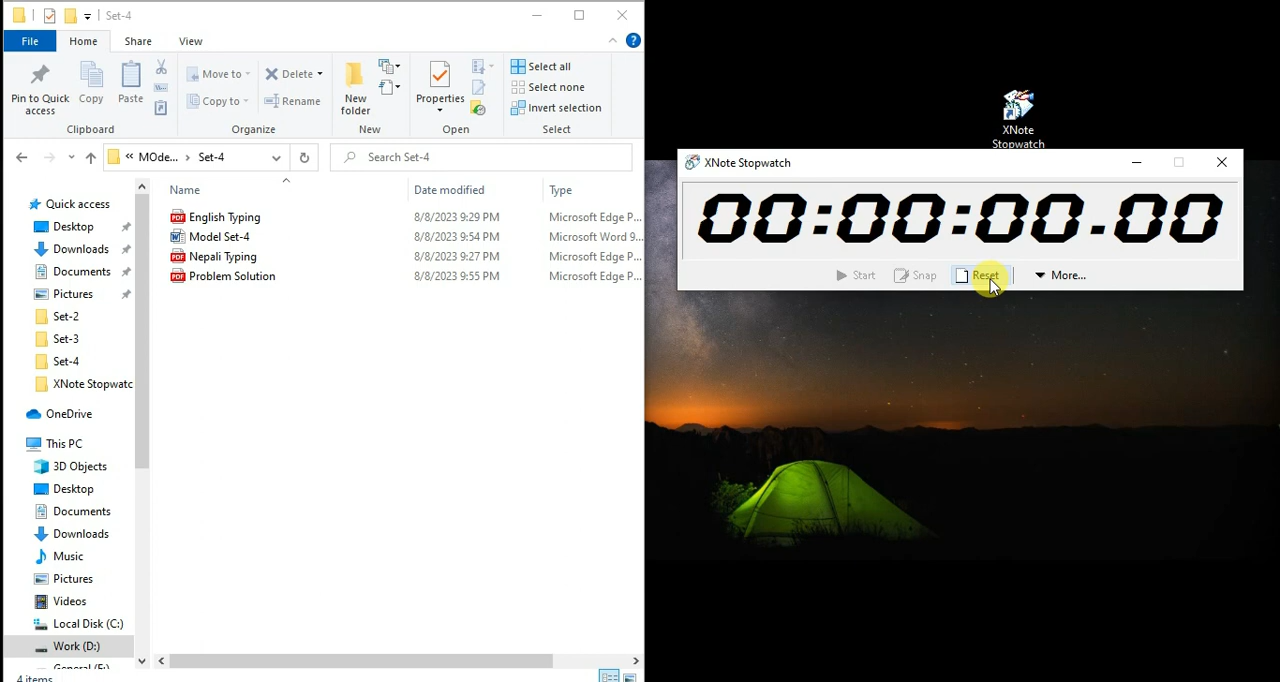 Set-4
File Home Share View
Pin to Quick access
Copy
Paste
Clipboard
Move to
Copy to
Delete
Rename
Organize
New folder
New
Properties
Open
Select all
Select none
Invert selection
Select
« MOde... > Set-4
Search Set-4
Quick access
Desktop
Downloads
Documents
Pictures
Set-2
Set-3
Set-4
XNote Stopwatc
OneDrive
This PC
3D Objects
Desktop
Documents
Downloads
Music
Pictures
Videos
Local Disk (C:)
Work (D:)
General (E:)
Name Date modified Type
English Typing 8/8/2023 9:29 PM Microsoft Edge P...
Model Set-4 8/8/2023 9:54 PM Microsoft Word 9...
Nepali Typing 8/8/2023 9:27 PM Microsoft Edge P...
Problem Solution 8/8/2023 9:55 PM Microsoft Edge P...
4 items
XNote
Stopwatch
XNote Stopwatch
00:00:00.00
Start Snap Reset More...